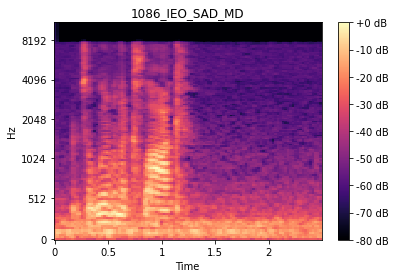 1086_IEO_SAD_MD
+0 dB
8192
-10 dB
4096
-20 dB
-30 dB
2048
Hz
-40 dB
1024
-50 dB
512
-60 dB
-70 dB
0
-80 dB
0
0.5
1
1.5
2
Time